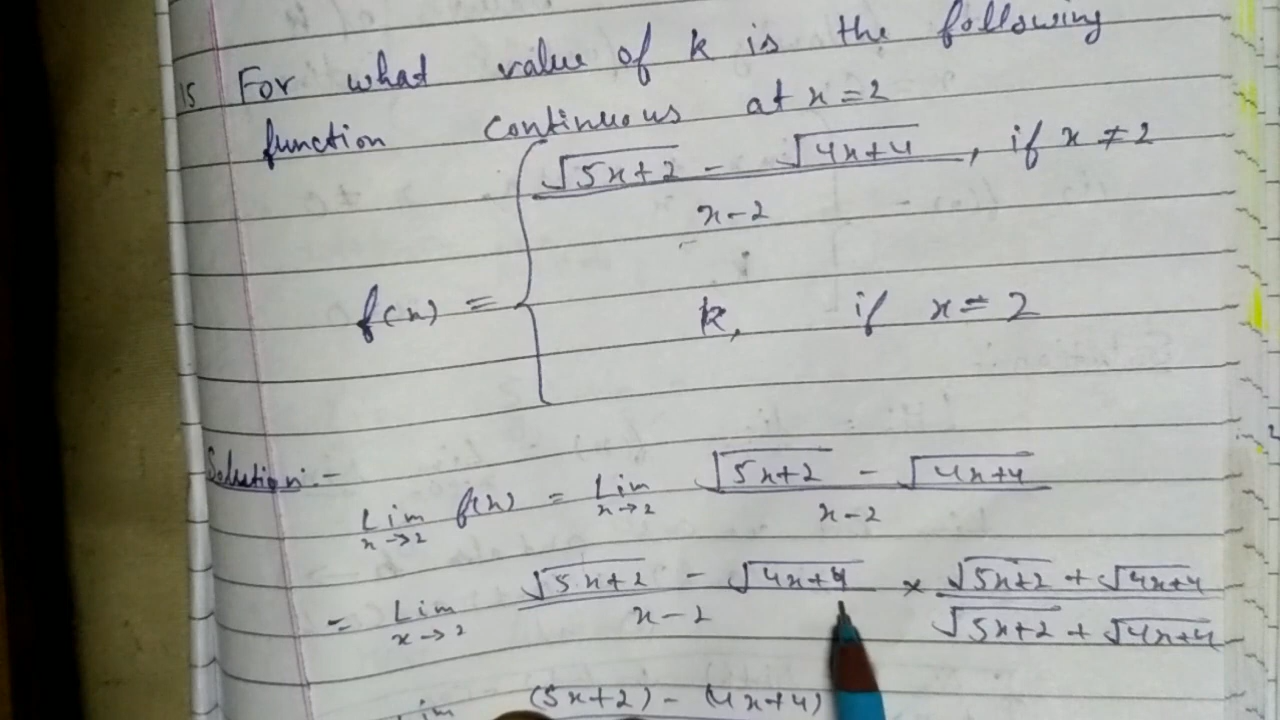 15 For what value of k is the following
function continuous at x = 2
√5x+2 - √4x+4 , if x ≠ 2
x-2
f(x) =
k, if x = 2
Solution:-
Lim f(x) = Lim √5x+2 - √4x+4
x→2 x→2 x-2
= Lim √5x+2 - √4x+4 × √5x+2 + √4x+4
x→2 x-2 √5x+2 + √4x+4
Lim (5x+2) - (4x+4)